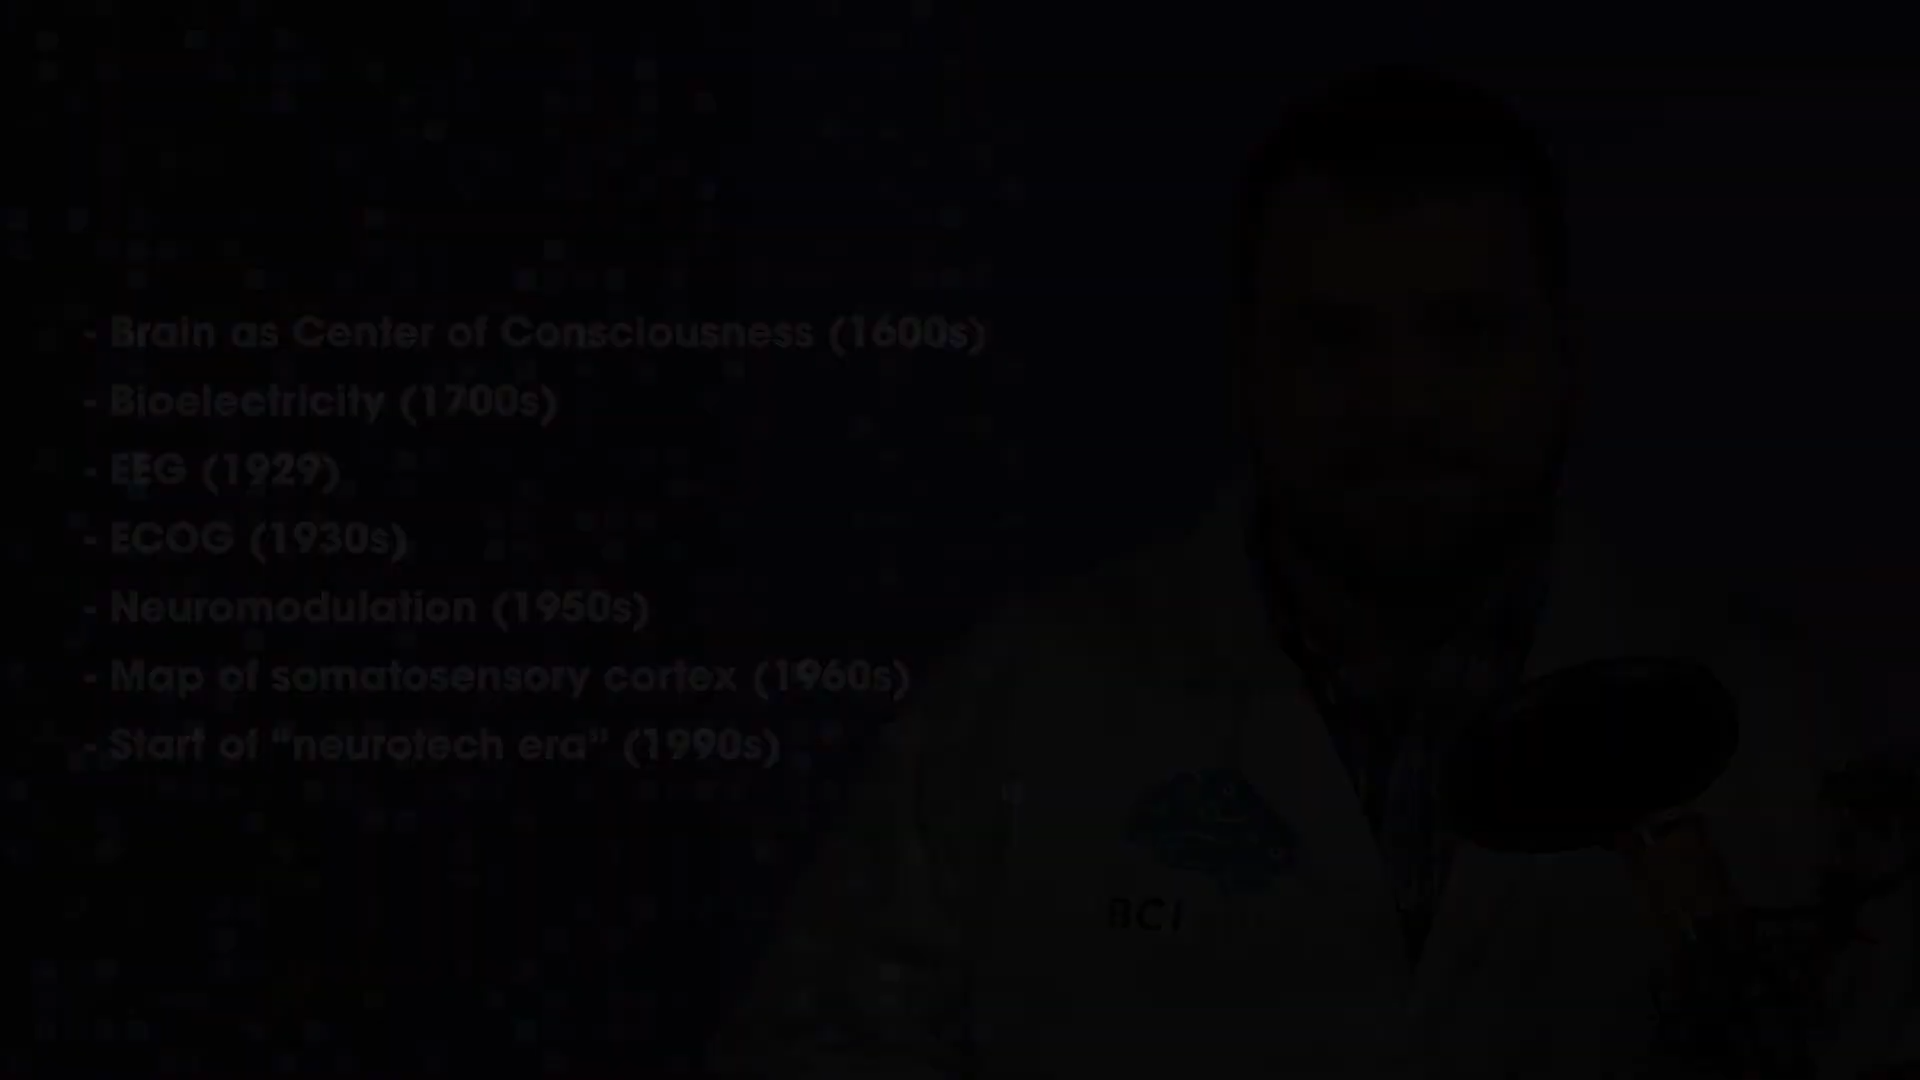 - Brain as Center of Consciousness (1600s)
- Bioelectricity (1700s)
- EEG (1929)
- ECOG (1930s)
- Neuromodulation (1950s)
- Map of somatosensory cortex (1960s)
- Start of “neurotech era” (1990s)
BCI